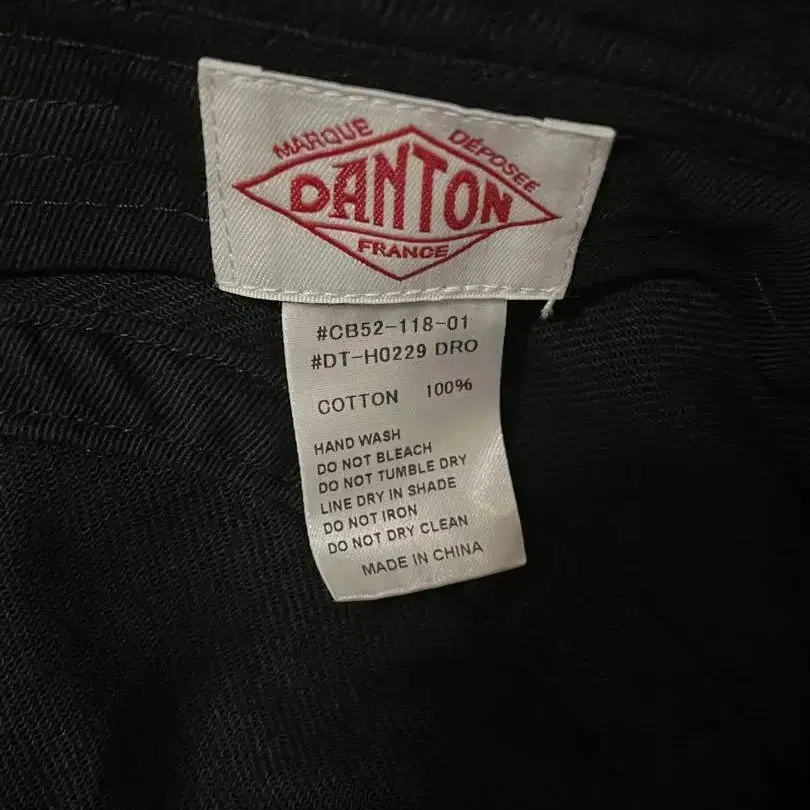 MARQUE DÉPOSÉE
DANTON
FRANCE
#CB52-118-01
#DT-H0229 DRO
COTTON 100%
HAND WASH
DO NOT BLEACH
DO NOT TUMBLE DRY
LINE DRY IN SHADE
DO NOT IRON
DO NOT DRY CLEAN
MADE IN CHINA